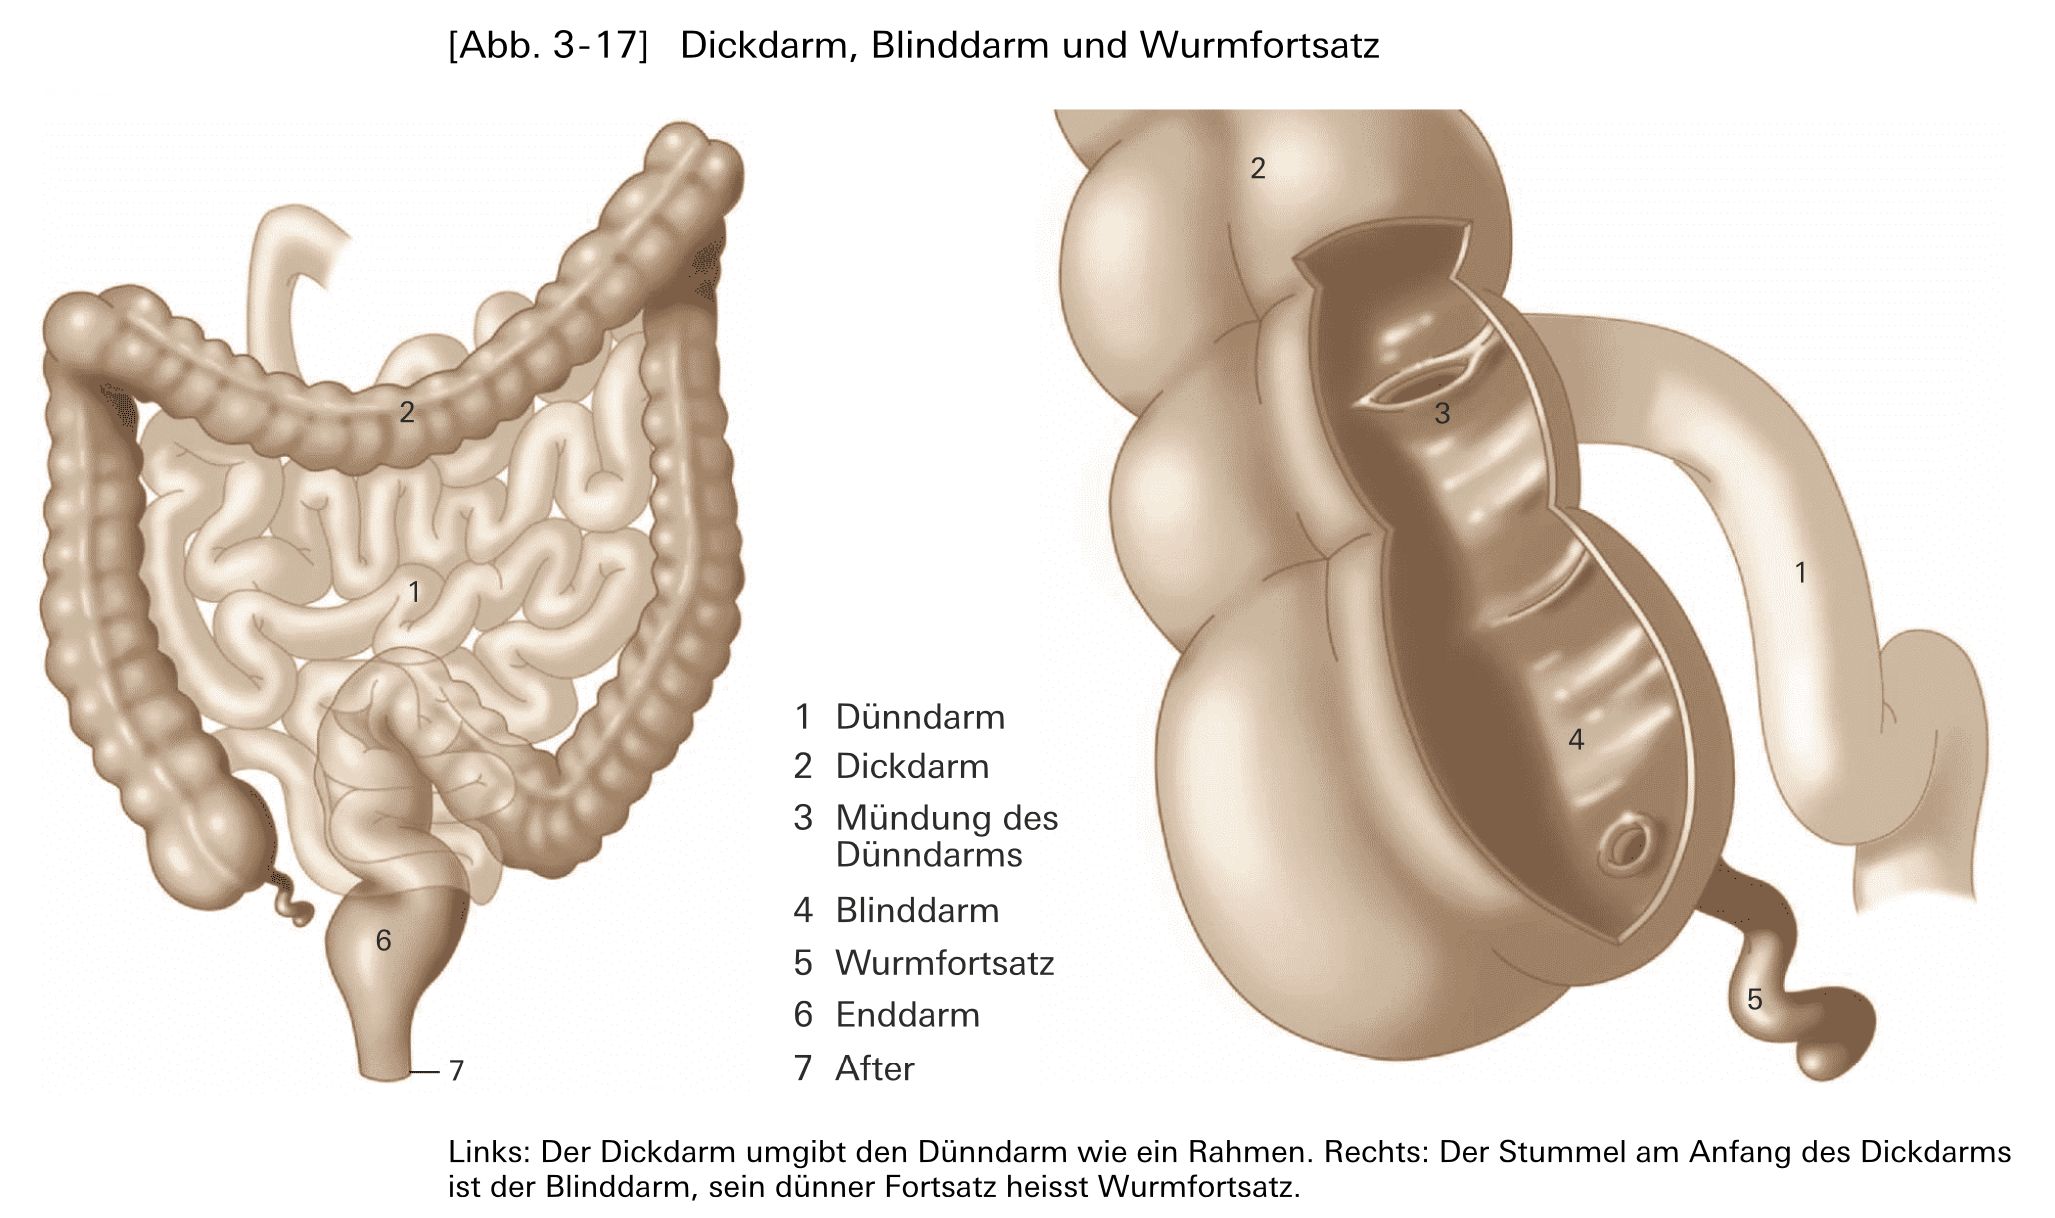 [Abb. 3-17] Dickdarm, Blinddarm und Wurmfortsatz
2
1
6
7
1 Dünndarm
2 Dickdarm
3 Mündung des
Dünndarms
4 Blinddarm
5 Wurmfortsatz
6 Enddarm
7 After
2
3
1
4
5
Links: Der Dickdarm umgibt den Dünndarm wie ein Rahmen. Rechts: Der Stummel am Anfang des Dickdarms
ist der Blinddarm, sein dünner Fortsatz heisst Wurmfortsatz.